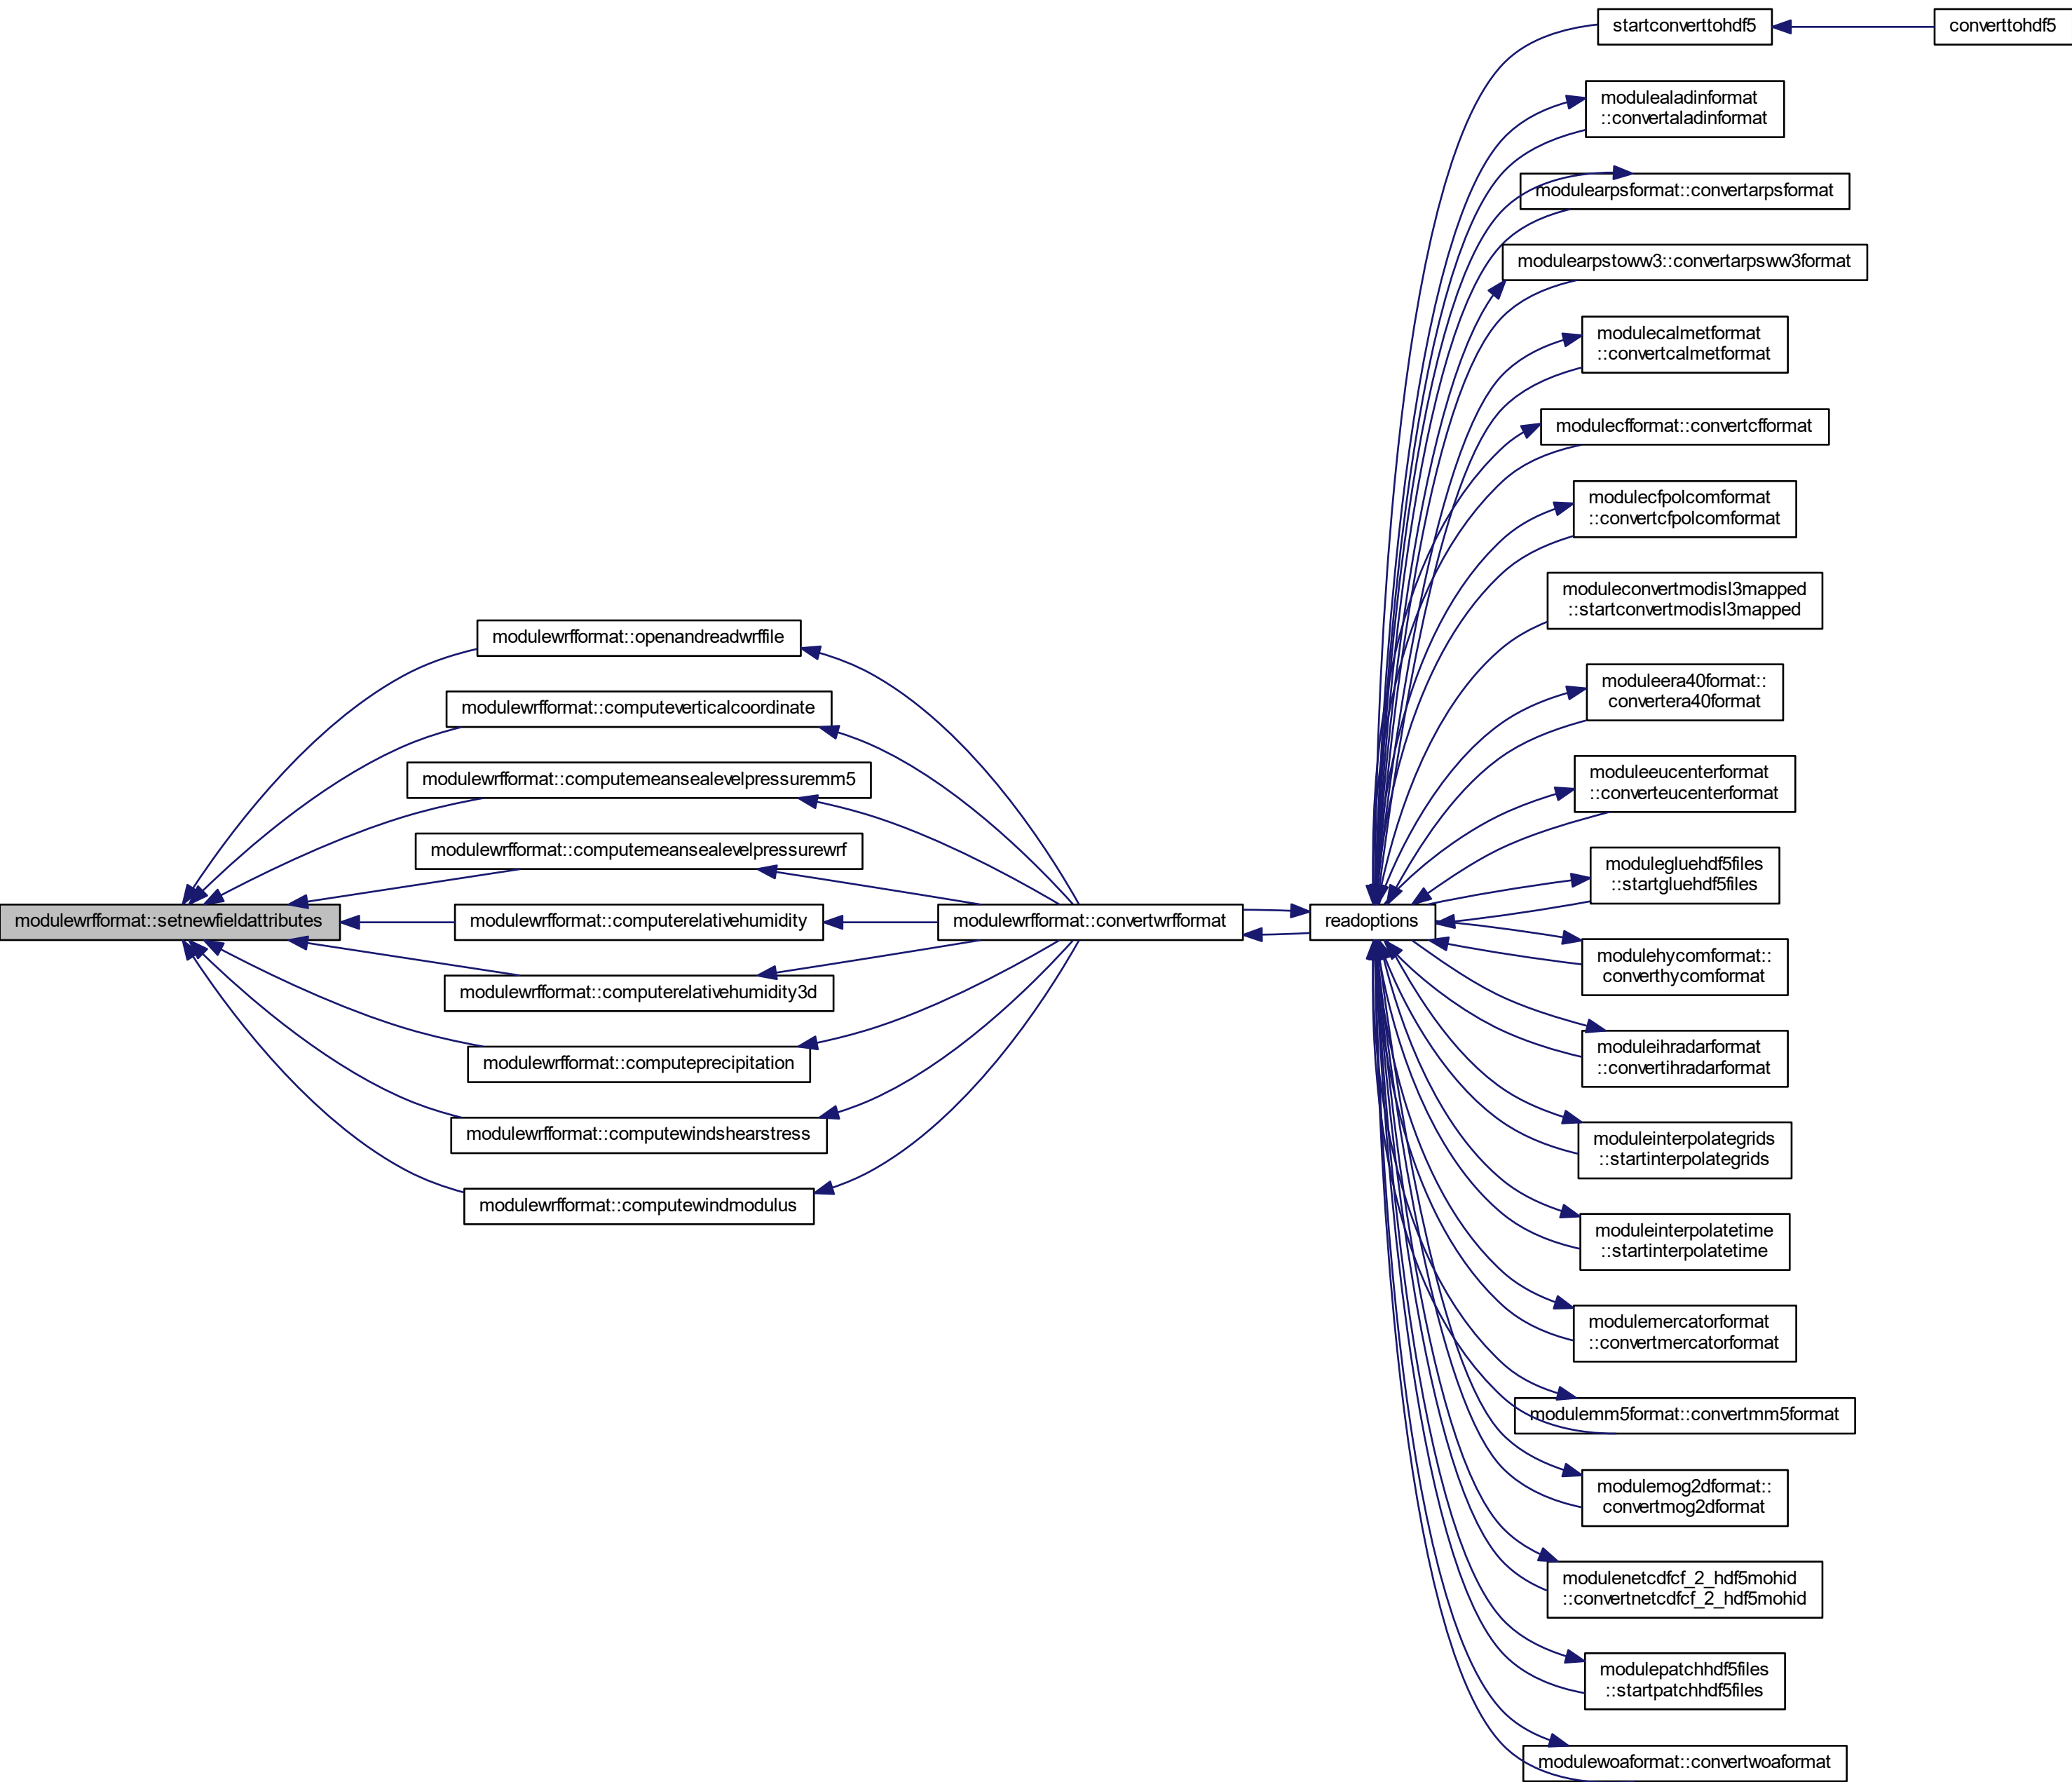 modulewrfformat::setnewfieldattributes
modulewrfformat::openandreadwrffile
modulewrfformat::computeverticalcoordinate
modulewrfformat::computemeansealevelpressuremm5
modulewrfformat::computemeansealevelpressurewrf
modulewrfformat::computerelativehumidity
modulewrfformat::computerelativehumidity3d
modulewrfformat::computeprecipitation
modulewrfformat::computewindshearstress
modulewrfformat::computewindmodulus
modulewrfformat::convertwrfformat
readoptions
startconverttohdf5
converttohdf5
modulealadinformat
::convertaladinformat
modulearpsformat::convertarpsformat
modulearpstoww3::convertarpsww3format
modulecalmetformat
::convertcalmetformat
modulecfformat::convertcfformat
modulecfpolcomformat
::convertcfpolcomformat
moduleconvertmodisl3mapped
::startconvertmodisl3mapped
moduleera40format::
convertera40format
moduleeucenterformat
::converteucenterformat
modulegluehdf5files
::startgluehdf5files
modulehycomformat::
converthycomformat
moduleihradarformat
::convertihradarformat
moduleinterpolategrids
::startinterpolategrids
moduleinterpolatetime
::startinterpolatetime
modulemercatorformat
::convertmercatorformat
modulemm5format::convertmm5format
modulemog2dformat::
convertmog2dformat
modulenetcdfcf_2_hdf5mohid
::convertnetcdfcf_2_hdf5mohid
modulepatchhdf5files
::startpatchhdf5files
modulewoaformat::convertwoaformat